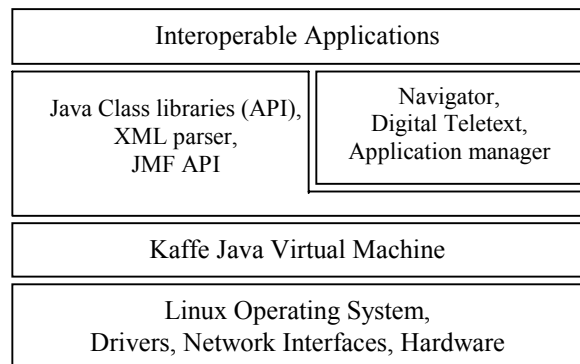 Interoperable Applications
Java Class libraries (API),
XML parser,
JMF API
Navigator,
Digital Teletext,
Application manager
Kaffe Java Virtual Machine
Linux Operating System,
Drivers, Network Interfaces, Hardware